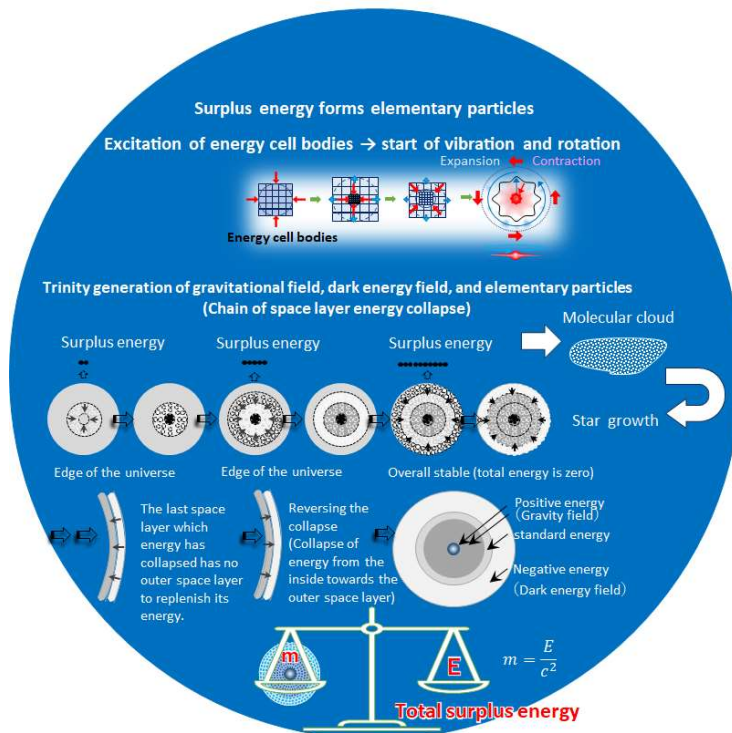 Surplus energy forms elementary particles
Excitation of energy cell bodies → start of vibration and rotation
Expansion
Contraction
Energy cell bodies
Trinity generation of gravitational field, dark energy field, and elementary particles
(Chain of space layer energy collapse)
Molecular cloud
Surplus energy
Surplus energy
Surplus energy
Star growth
Edge of the universe
Edge of the universe
Overall stable (total energy is zero)
The last space
layer which
energy has
collapsed has no
outer space layer
to replenish its
energy.
Reversing the
collapse
(Collapse of
energy from the
inside towards the
outer space layer)
Positive energy
(Gravity field)
standard energy
Negative energy
(Dark energy field)
m
E
m = E / c²
Total surplus energy